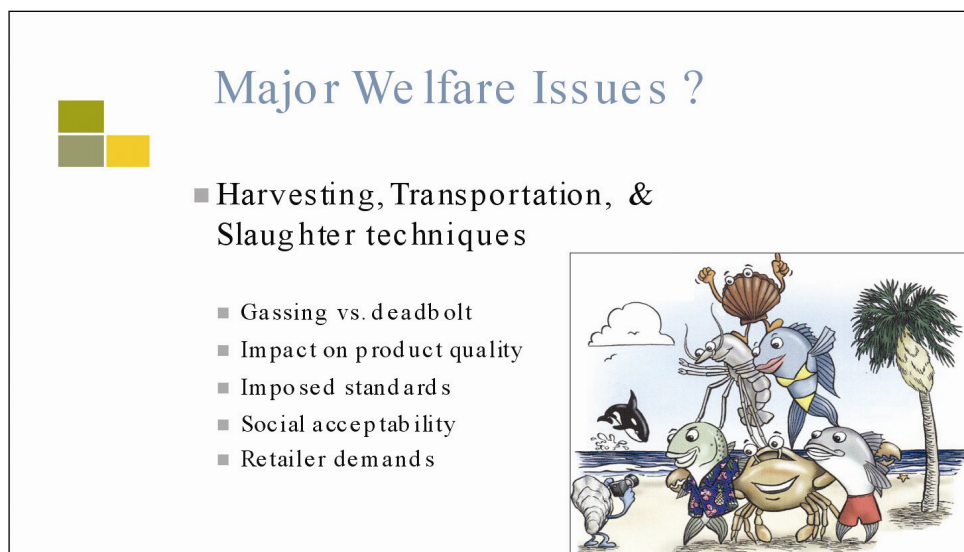 Major Welfare Issues ?
Harvesting, Transportation, &
Slaughter techniques
Gassing vs. deadbolt
Impact on product quality
Imposed standards
Social acceptability
Retailer demands